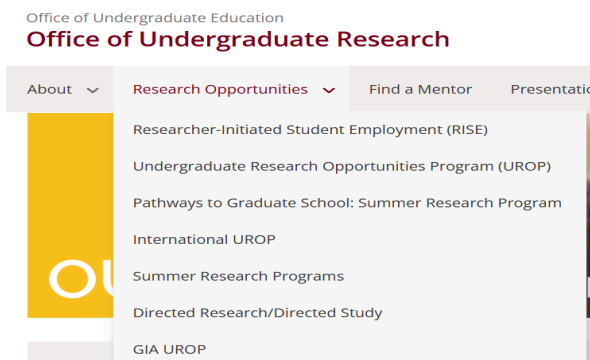 Office of Undergraduate Education
Office of Undergraduate Research
About Research Opportunities Find a Mentor
Researcher-Initiated Student Employment (RISE)
Undergraduate Research Opportunities Program (UROP)
Pathways to Graduate School: Summer Research Program
International UROP
Summer Research Programs
Directed Research/Directed Study
GIA UROP